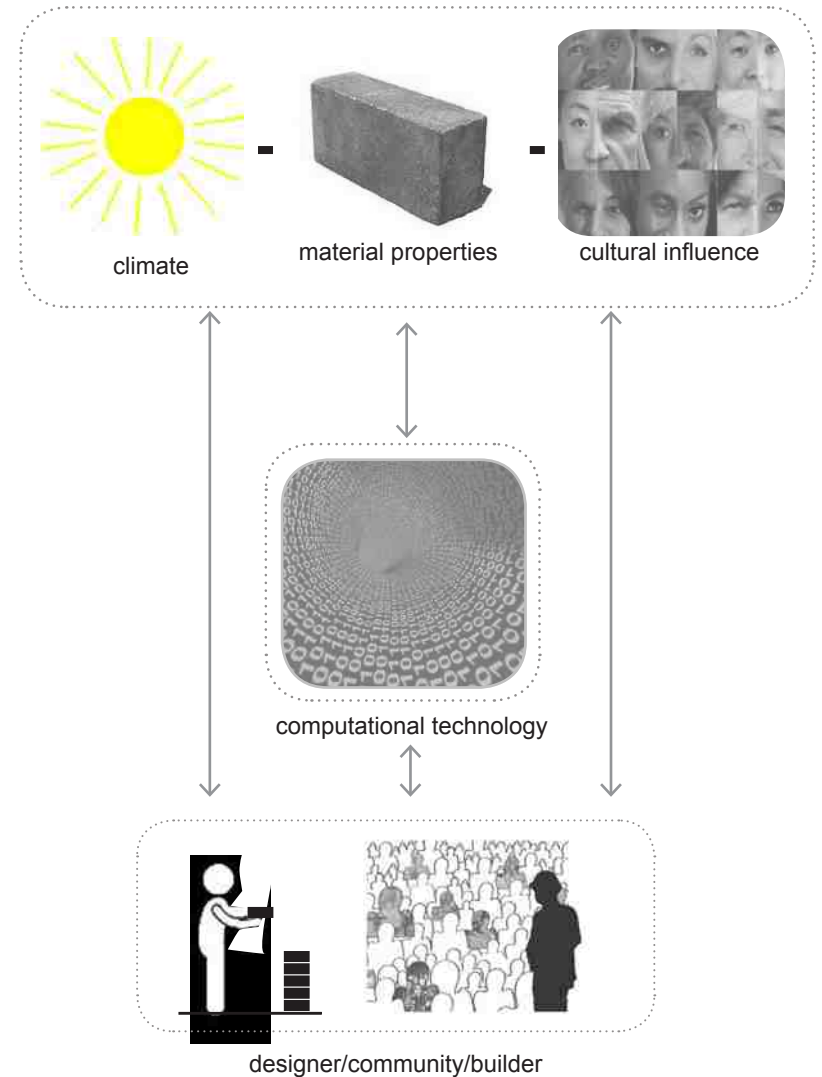 climate
material properties
cultural influence
computational technology
designer/community/builder